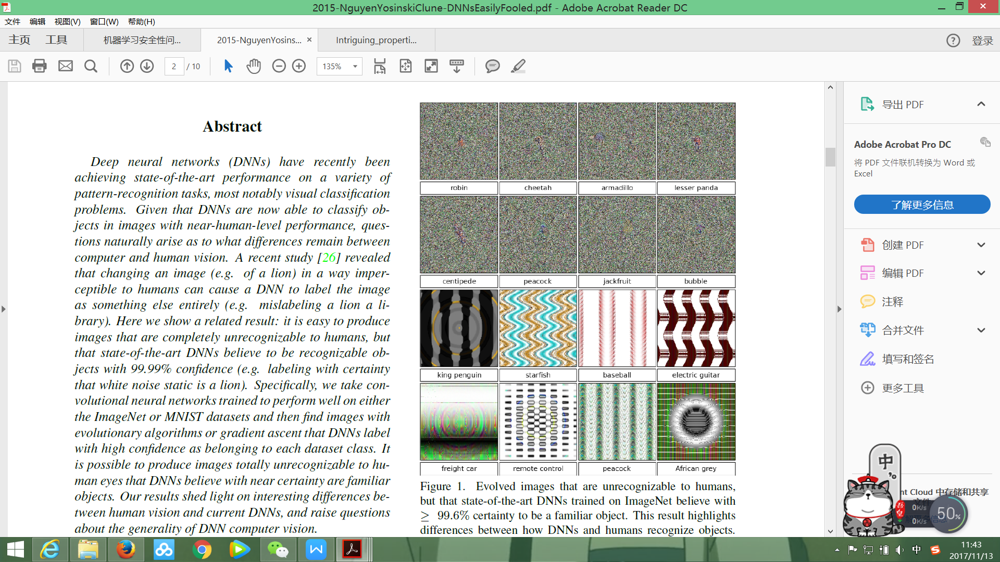 2015-NguyenYosinskiClune-DNNsEasilyFooled.pdf - Adobe Acrobat Reader DC
文件 编辑 视图(V) 窗口(W) 帮助(H)
主页 工具 机器学习安全性问... 2015-NguyenYosins... × Intriguing_properti... ? 登录
2 / 10 135%
Abstract
Deep neural networks (DNNs) have recently been
achieving state-of-the-art performance on a variety of
pattern-recognition tasks, most notably visual classification
problems. Given that DNNs are now able to classify ob-
jects in images with near-human-level performance, ques-
tions naturally arise as to what differences remain between
computer and human vision. A recent study [26] revealed
that changing an image (e.g. of a lion) in a way imper-
ceptible to humans can cause a DNN to label the image
as something else entirely (e.g. mislabeling a lion a li-
brary). Here we show a related result: it is easy to produce
images that are completely unrecognizable to humans, but
that state-of-the-art DNNs believe to be recognizable ob-
jects with 99.99% confidence (e.g. labeling with certainty
that white noise static is a lion). Specifically, we take con-
volutional neural networks trained to perform well on either
the ImageNet or MNIST datasets and then find images with
evolutionary algorithms or gradient ascent that DNNs label
with high confidence as belonging to each dataset class. It
is possible to produce images totally unrecognizable to hu-
man eyes that DNNs believe with near certainty are familiar
objects. Our results shed light on interesting differences be-
tween human vision and current DNNs, and raise questions
about the generality of DNN computer vision.
robin cheetah armadillo lesser panda
centipede peacock jackfruit bubble
king penguin starfish baseball electric guitar
freight car remote control peacock African grey
Figure 1. Evolved images that are unrecognizable to humans,
but that state-of-the-art DNNs trained on ImageNet believe with
≥ 99.6% certainty to be a familiar object. This result highlights
differences between how DNNs and humans recognize objects.
导出 PDF
Adobe Acrobat Pro DC
将 PDF 文件联机转换为 Word 或
Excel
了解更多信息
创建 PDF
编辑 PDF
注释
合并文件
填写和签名
更多工具
中
nt Cloud 中存储和共享
文件
0K/s
0K/s
50%
11:43
中
2017/11/13